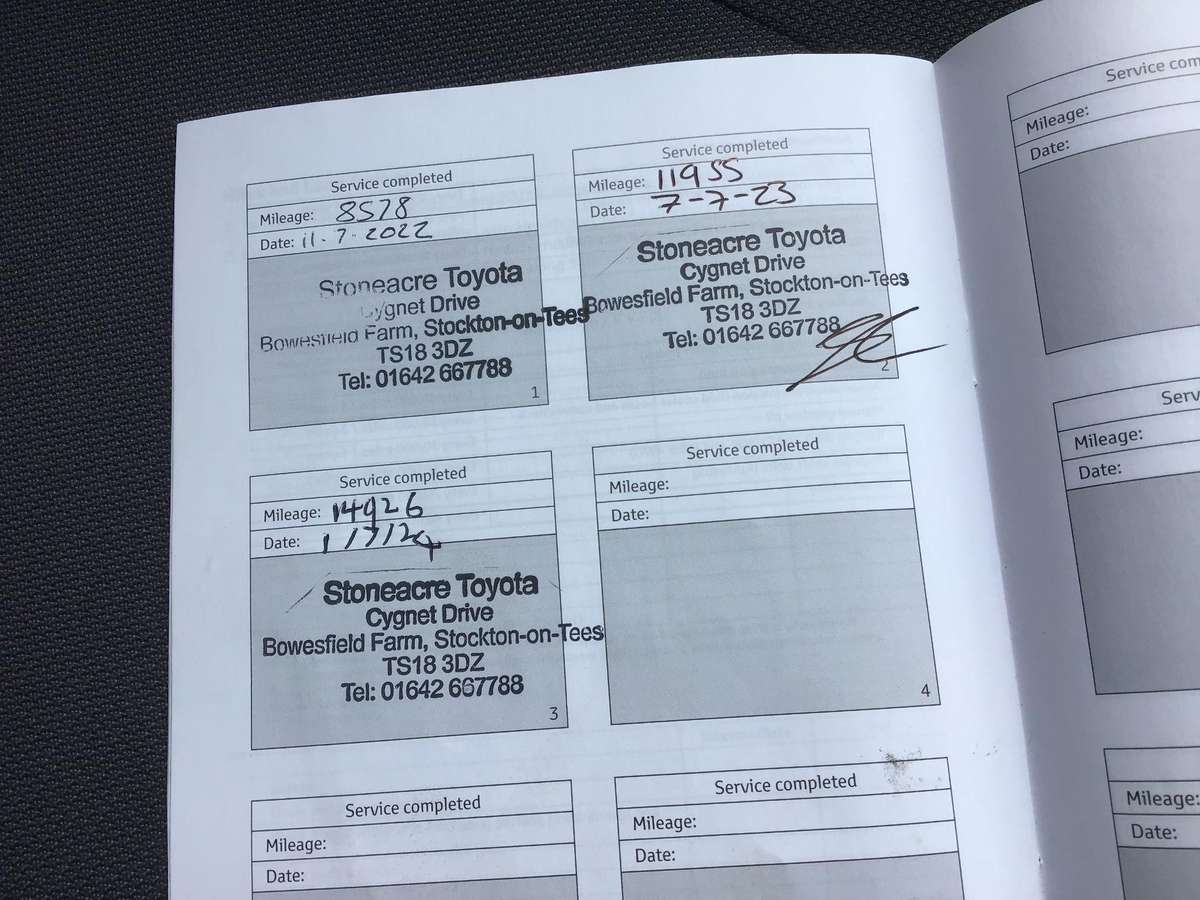 Service completed
Mileage: 8578
Date: 11-7-2022
Stoneacre Toyota
Cygnet Drive
Bowesfield Farm, Stockton-on-Tees
TS18 3DZ
Tel: 01642 667788
1
Service completed
Mileage: 11955
Date: 7-7-23
Stoneacre Toyota
Cygnet Drive
Bowesfield Farm, Stockton-on-Tees
TS18 3DZ
Tel: 01642 667788
2
Service completed
Mileage: 14926
Date: 1/7/24
Stoneacre Toyota
Cygnet Drive
Bowesfield Farm, Stockton-on-Tees
TS18 3DZ
Tel: 01642 667788
3
Service completed
Mileage:
Date:
4
Service completed
Mileage:
Date:
Service completed
Mileage:
Date:
Service com
Mileage:
Date:
Serv
Mileage:
Date:
Mileage:
Date: